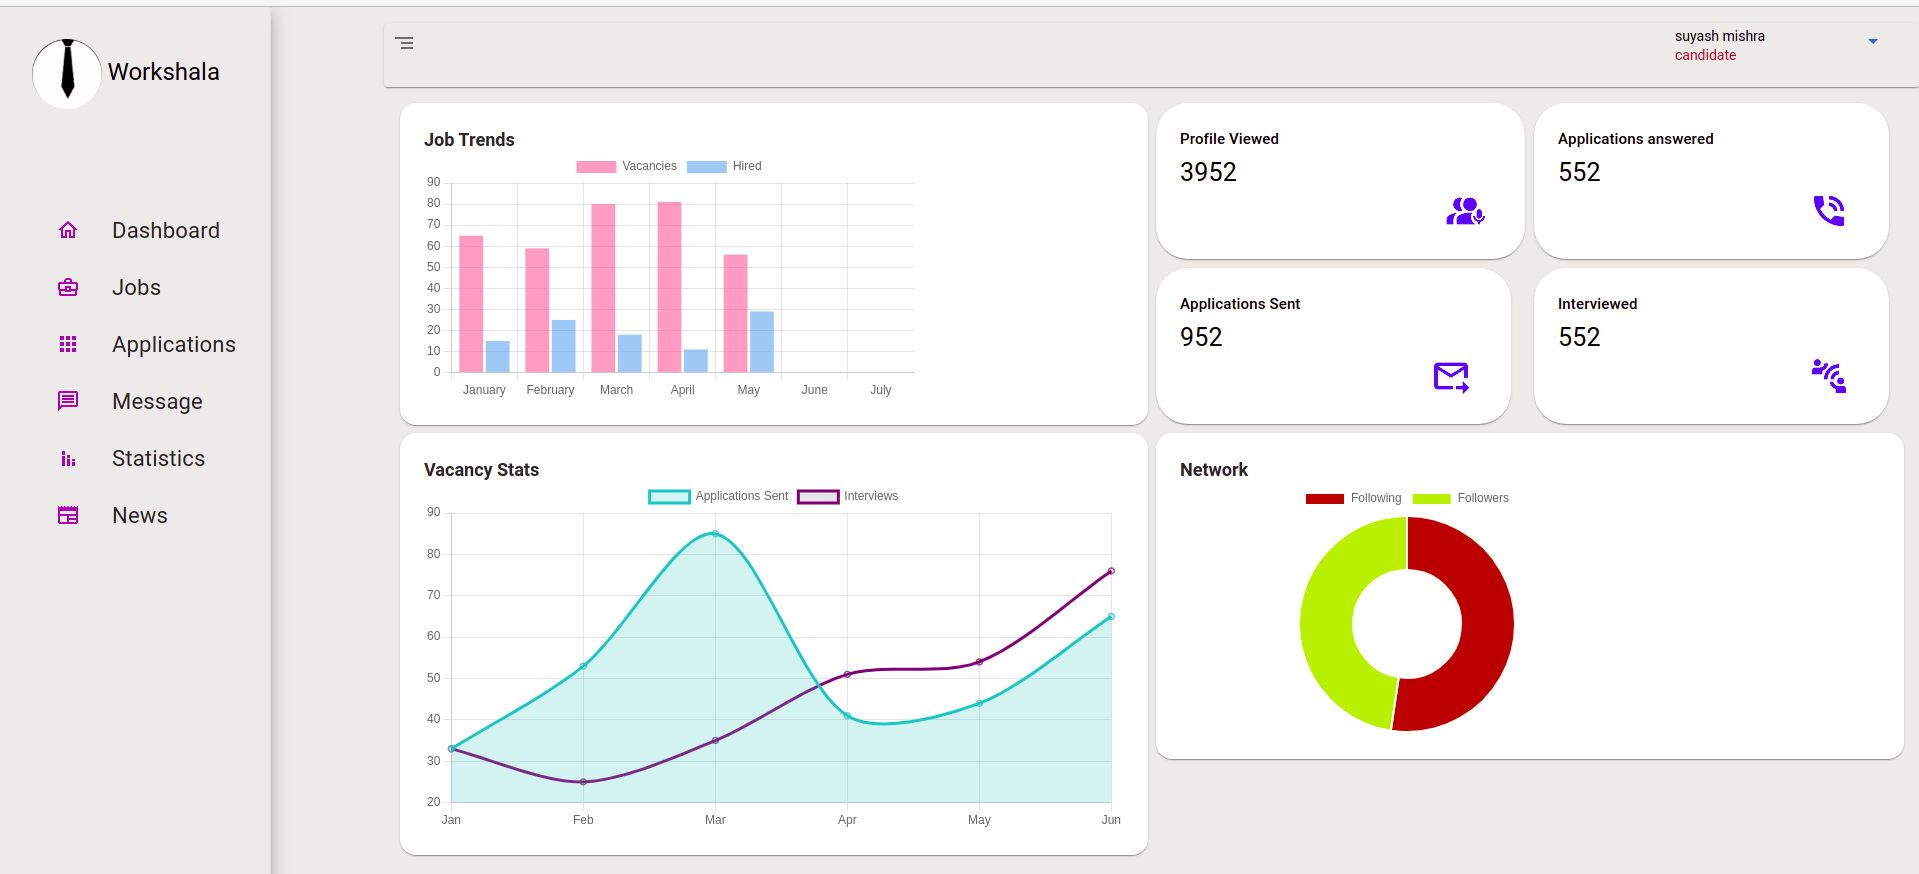 Workshala
Dashboard
Jobs
Applications
Message
Statistics
News
suyash mishra
candidate
Job Trends
Vacancies Hired
90
80
70
60
50
40
30
20
10
0
January February March April May June July
Profile Viewed
3952
Applications answered
552
Applications Sent
952
Interviewed
552
Vacancy Stats
Applications Sent Interviews
90
80
70
60
50
40
30
20
Jan Feb Mar Apr May Jun
Network
Following Followers